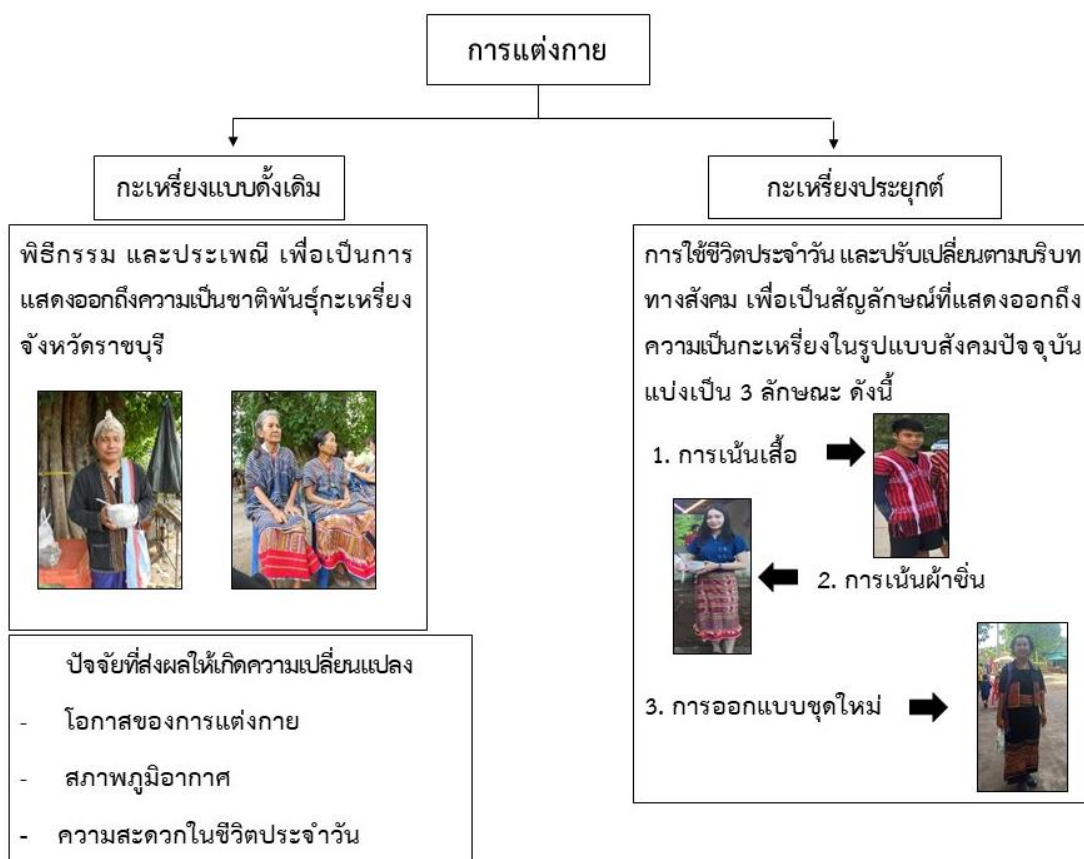 การแต่งกาย
กะเหรี่ยงแบบดั้งเดิม
พิธีกรรม และประเพณี เพื่อเป็นการ
แสดงออกถึงความเป็นชาติพันธุ์กะเหรี่ยง
จังหวัดราชบุรี
ปัจจัยที่ส่งผลให้เกิดความเปลี่ยนแปลง
- โอกาสของการแต่งกาย
- สภาพภูมิอากาศ
- ความสะดวกในชีวิตประจำวัน
กะเหรี่ยงประยุกต์
การใช้ชีวิตประจำวัน และปรับเปลี่ยนตามบริบท
ทางสังคม เพื่อเป็นสัญลักษณ์ที่แสดงออกถึง
ความเป็นกะเหรี่ยงในรูปแบบสังคมปัจจุบัน
แบ่งเป็น 3 ลักษณะ ดังนี้
1. การเน้นเสื้อ
2. การเน้นผ้าซิ่น
3. การออกแบบชุดใหม่